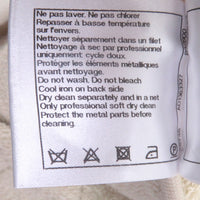 Ne pas laver. Ne pas chlorer
Repasser à basse température
sur l'envers.
Nettoyer séparement dans un filet
Nettoyage à sec par professionnel
uniquement, cycle doux.
Protéger les éléments métalliques
avant nettoyage.
Do not wash. Do not bleach
Cool iron on back side
Dry clean separately and in a net
Only professional soft dry clean
Protect the metal parts before
cleaning.